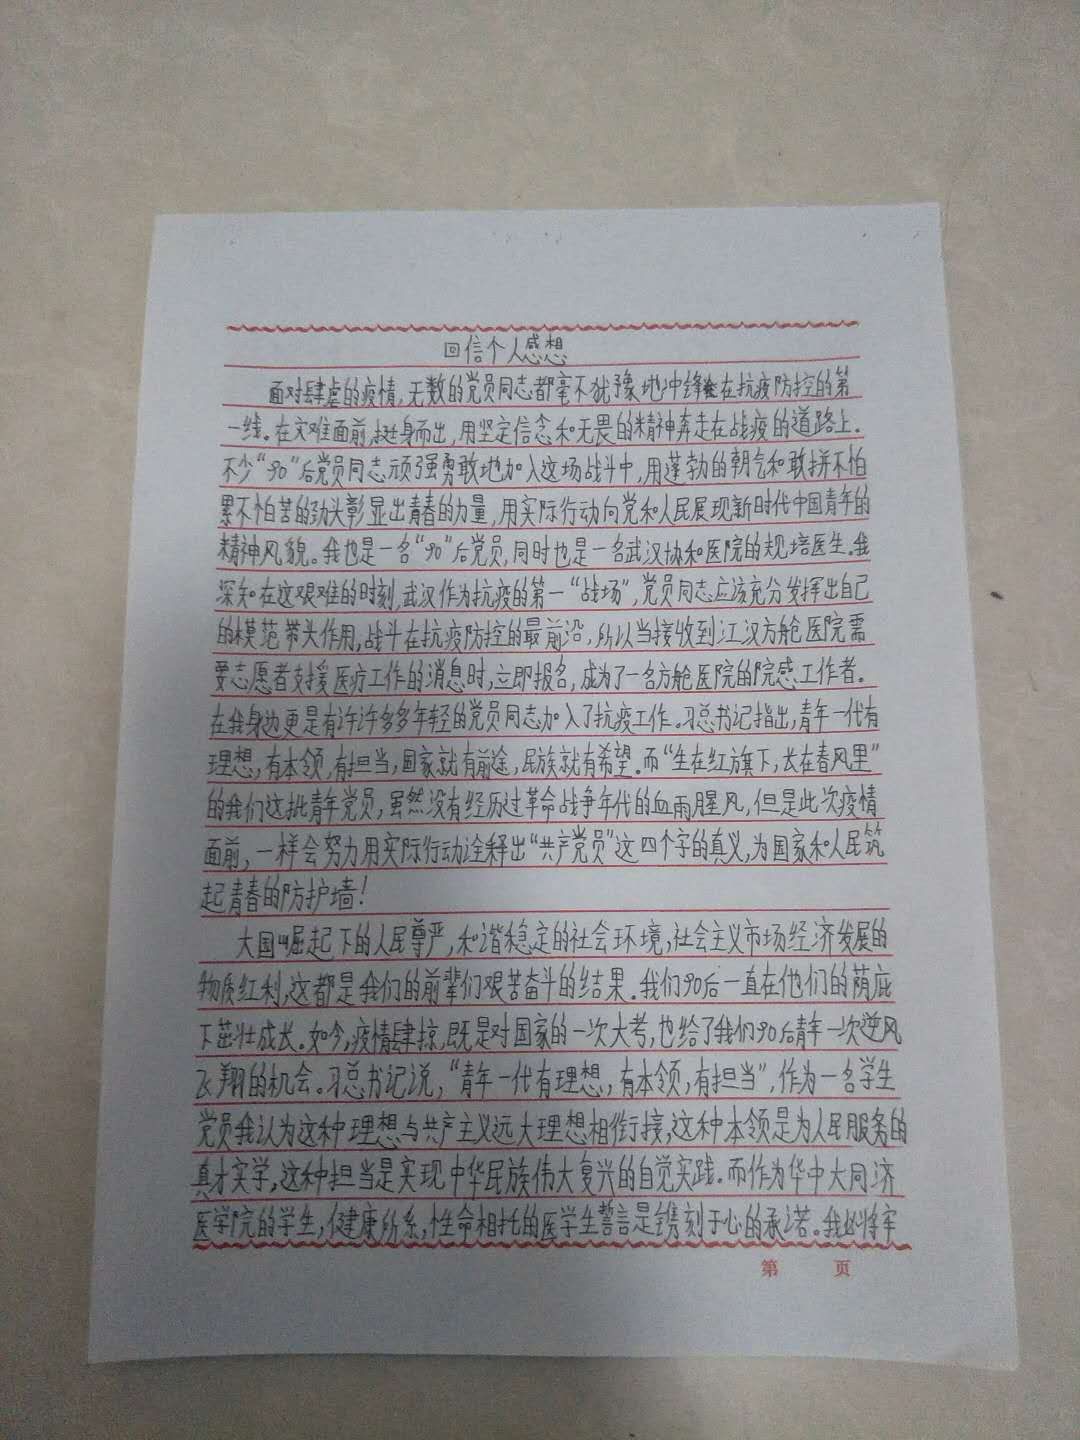 回信个人感想
面对肆虐的疫情，无数的党员同志都毫不犹豫地冲锋在抗疫防控的第
一线。在灾难面前，挺身而出，用坚定信念和无畏的精神奔走在战疫的道路上.
不少“90”后党员同志顽强勇敢地加入这场战斗中，用蓬勃的朝气和敢拼不怕
累不怕苦的劲头彰显出青春的力量，用实际行动向党和人民展现新时代中国青年的
精神风貌。我也是一名“90”后党员，同时也是一名武汉协和医院的规培医生.我
深知在这艰难的时刻，武汉作为抗疫的第一“战场”，党员同志应该充分发挥出自己
的模范带头作用，战斗在抗疫防控的最前沿，所以当接收到江汉方舱医院需
要志愿者支援医疗工作的消息时，立即报名，成为了一名方舱医院的院感工作者。
在我身边更是有许许多多年轻的党员同志加入了抗疫工作。习总书记指出，青年一代有
理想，有本领，有担当，国家就有前途，民族就有希望.而“生在红旗下，长在春风里”
的我们这批青年党员，虽然没有经历过革命战争年代的血雨腥风，但是此次疫情
面前，一样会努力用实际行动诠释出“共产党员”这四个字的真义，为国家和人民筑
起青春的防护墙！
大国崛起下的人民尊严，和谐稳定的社会环境，社会主义市场经济发展的
物质红利，这都是我们的前辈们艰苦奋斗的结果.我们90后一直在他们的荫庇
下茁壮成长.如今，疫情肆掠，既是对国家的一次大考，也给了我们90后青年一次逆风
飞翔的机会。习总书记说，“青年一代有理想，有本领，有担当”，作为一名学生
党员我认为这种理想与共产主义远大理想相衔接，这种本领是为人民服务的
真才实学，这种担当是实现中华民族伟大复兴的自觉实践.而作为华中大同济
医学院的学生，健康所系，性命相托的医学生誓言是镌刻于心的承诺.我必将牢
第 页